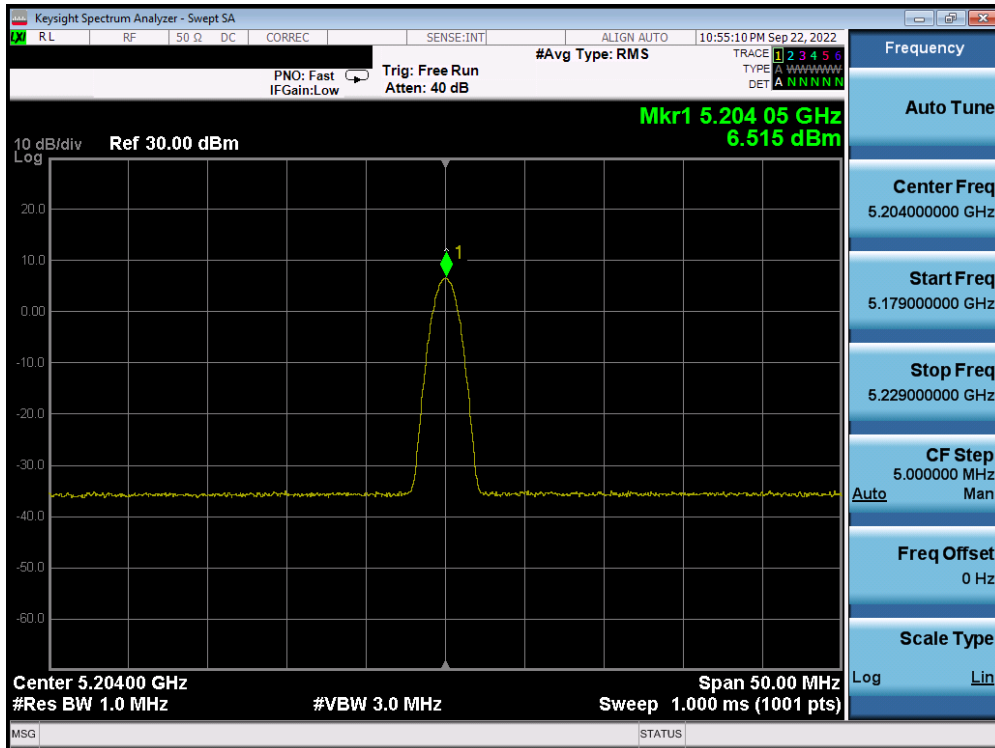 Keysight Spectrum Analyzer - Swept SA
LXI RL RF 50 Ω DC CORREC SENSE:INT ALIGN AUTO 10:55:10 PM Sep 22, 2022
PNO: Fast
IFGain:Low
Trig: Free Run
Atten: 40 dB
#Avg Type: RMS
TRACE 1 2 3 4 5 6
TYPE A WWWWW
DET A N N N N N
Mkr1 5.204 05 GHz
6.515 dBm
10 dB/div Ref 30.00 dBm
Log
20.0
10.0
0.00
-10.0
-20.0
-30.0
-40.0
-50.0
-60.0
1
Center 5.20400 GHz Span 50.00 MHz
#Res BW 1.0 MHz #VBW 3.0 MHz Sweep 1.000 ms (1001 pts)
MSG STATUS
Frequency
Auto Tune
Center Freq
5.204000000 GHz
Start Freq
5.179000000 GHz
Stop Freq
5.229000000 GHz
CF Step
5.000000 MHz
Auto Man
Freq Offset
0 Hz
Scale Type
Log Lin